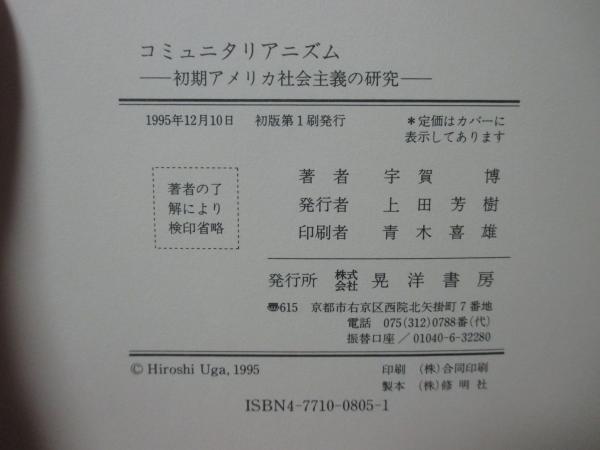 コミュニタリアニズム
──初期アメリカ社会主義の研究──
1995年12月10日　初版第1刷発行
＊定価はカバーに
表示してあります
著者の了
解により
検印省略
著者　宇賀　博
発行者　上田芳樹
印刷者　青木喜雄
発行所　株式会社　晃洋書房
〠615　京都市右京区西院北矢掛町7番地
電話　075(312)0788番(代)
振替口座／01040-6-32280
© Hiroshi Uga, 1995
印刷　(株)合同印刷
製本　(株)修明社
ISBN4-7710-0805-1